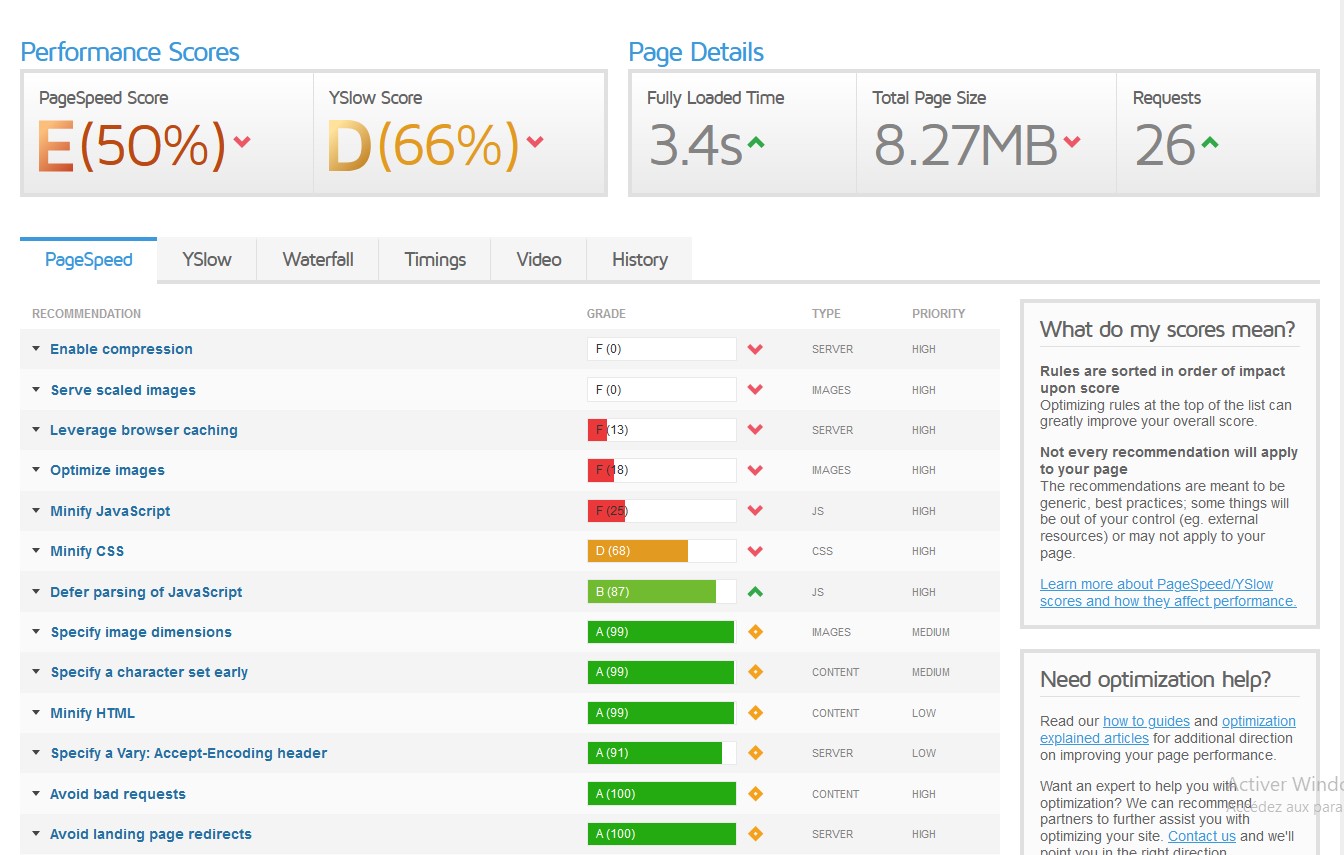 Performance Scores
Page Details
PageSpeed Score
YSlow Score
Fully Loaded Time
Total Page Size
Requests
E(50%)
D(66%)
3.4s
8.27MB
26
PageSpeed
YSlow
Waterfall
Timings
Video
History
RECOMMENDATION GRADE TYPE PRIORITY
Enable compression F (0) SERVER HIGH
Serve scaled images F (0) IMAGES HIGH
Leverage browser caching F (13) SERVER HIGH
Optimize images F (18) IMAGES HIGH
Minify JavaScript F (25) JS HIGH
Minify CSS D (68) CSS HIGH
Defer parsing of JavaScript B (87) JS HIGH
Specify image dimensions A (99) IMAGES MEDIUM
Specify a character set early A (99) CONTENT MEDIUM
Minify HTML A (99) CONTENT LOW
Specify a Vary: Accept-Encoding header A (91) SERVER LOW
Avoid bad requests A (100) CONTENT HIGH
Avoid landing page redirects A (100) SERVER HIGH
What do my scores mean?
Rules are sorted in order of impact
upon score
Optimizing rules at the top of the list can
greatly improve your overall score.
Not every recommendation will apply
to your page
The recommendations are meant to be
generic, best practices; some things will
be out of your control (eg. external
resources) or may not apply to your
page.
Learn more about PageSpeed/YSlow
scores and how they affect performance.
Need optimization help?
Read our how to guides and optimization
explained articles for additional direction
on improving your page performance.
Want an expert to help you with
optimization? We can recommend
partners to further assist you with
optimizing your site. Contact us and we'll
point you in the right direction.
Activer Windo
Accédez aux para